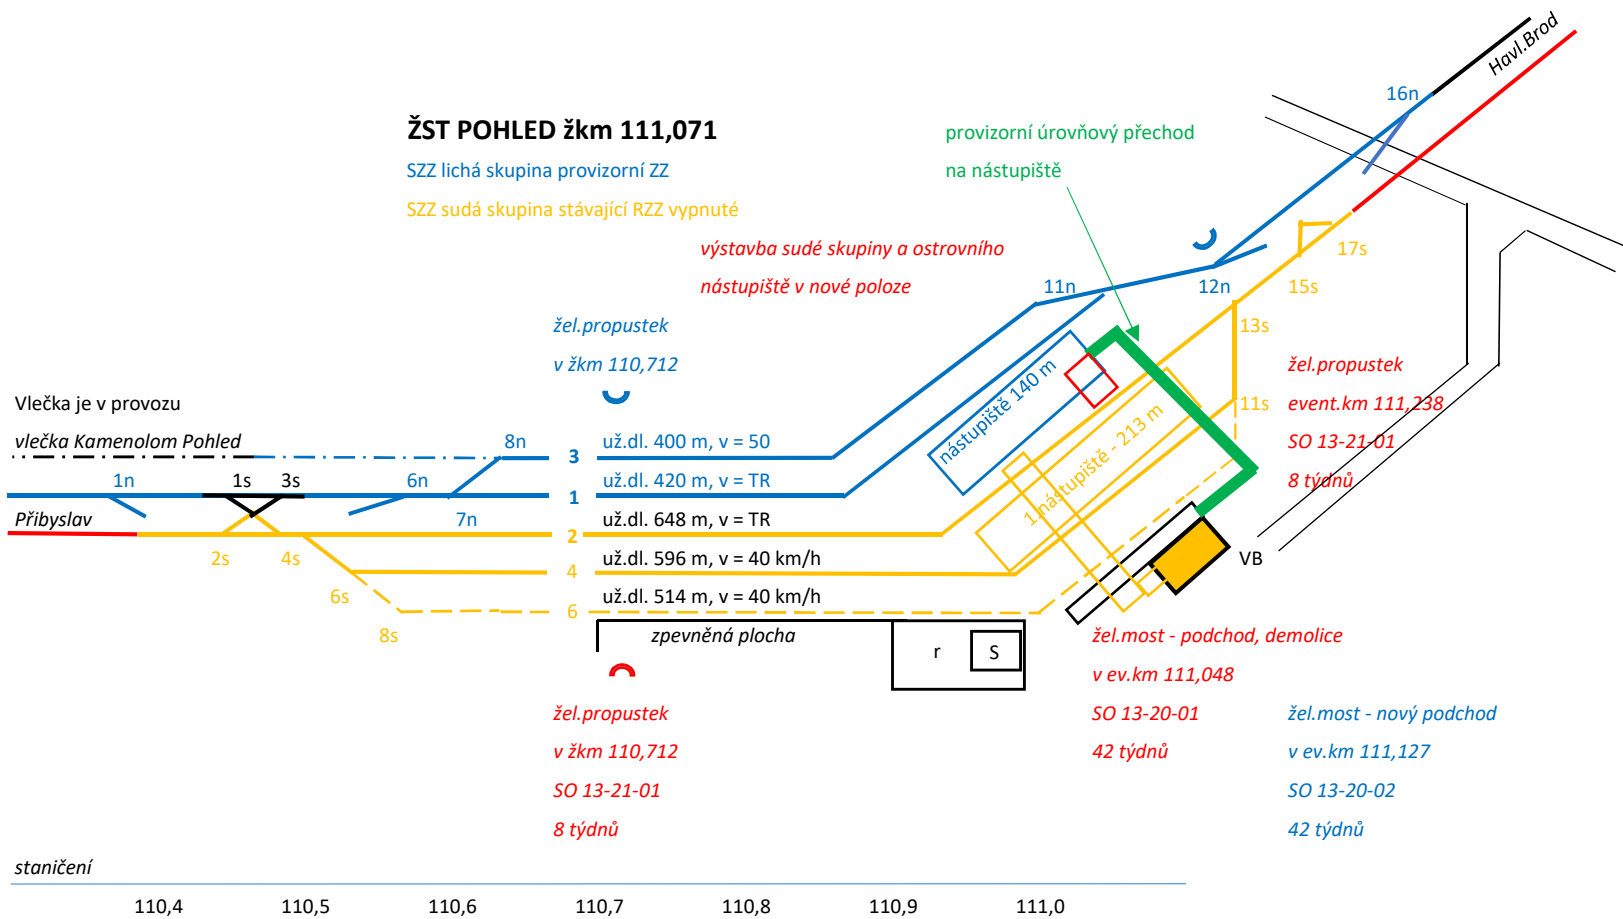 Havl.Brod
16n
ŽST POHLED žkm 111,071
provizorní úrovňový přechod
na nástupiště
SZZ lichá skupina provizorní ZZ
SZZ sudá skupina stávající RZZ vypnuté
výstavba sudé skupiny a ostrovního
nástupiště v nové poloze
17s
11n
12n
15s
žel.propustek
v žkm 110,712
13s
žel.propustek
event.km 111,238
SO 13-21-01
8 týdnů
nástupiště 140 m
1.nástupiště - 213 m
11s
Vlečka je v provozu
vlečka Kamenolom Pohled
8n
3
už.dl. 400 m, v = 50
1n
1s
3s
6n
1
už.dl. 420 m, v = TR
Přibyslav
7n
2
už.dl. 648 m, v = TR
2s
4s
4
už.dl. 596 m, v = 40 km/h
VB
6s
6
už.dl. 514 m, v = 40 km/h
8s
zpevněná plocha
r
S
žel.most - podchod, demolice
v ev.km 111,048
SO 13-20-01
42 týdnů
žel.propustek
v žkm 110,712
SO 13-21-01
8 týdnů
žel.most - nový podchod
v ev.km 111,127
SO 13-20-02
42 týdnů
staničení
110,4 110,5 110,6 110,7 110,8 110,9 111,0